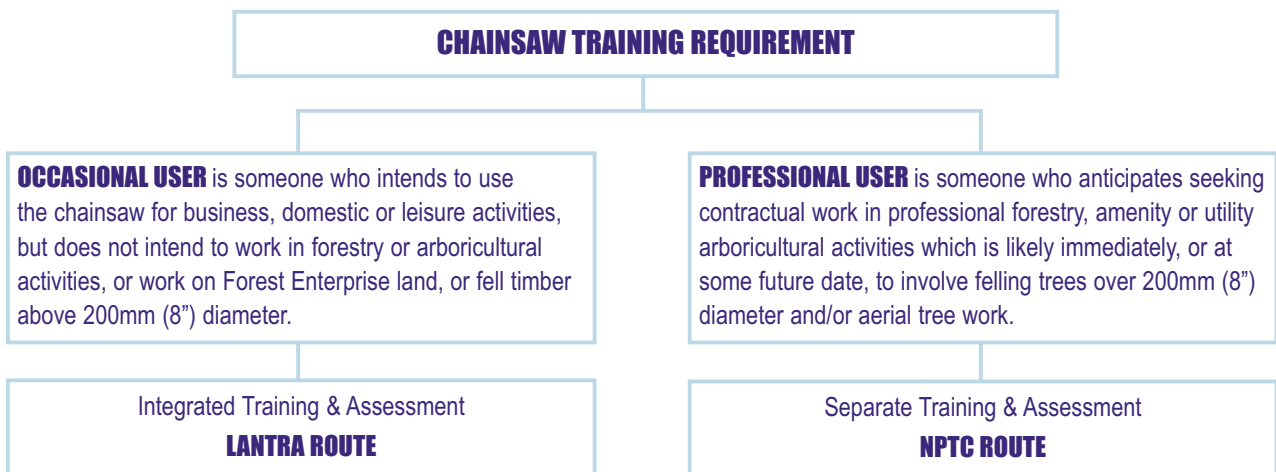 CHAINSAW TRAINING REQUIREMENT
OCCASIONAL USER is someone who intends to use
the chainsaw for business, domestic or leisure activities,
but does not intend to work in forestry or arboricultural
activities, or work on Forest Enterprise land, or fell timber
above 200mm (8”) diameter.
PROFESSIONAL USER is someone who anticipates seeking
contractual work in professional forestry, amenity or utility
arboricultural activities which is likely immediately, or at
some future date, to involve felling trees over 200mm (8”)
diameter and/or aerial tree work.
Integrated Training & Assessment
LANTRA ROUTE
Separate Training & Assessment
NPTC ROUTE